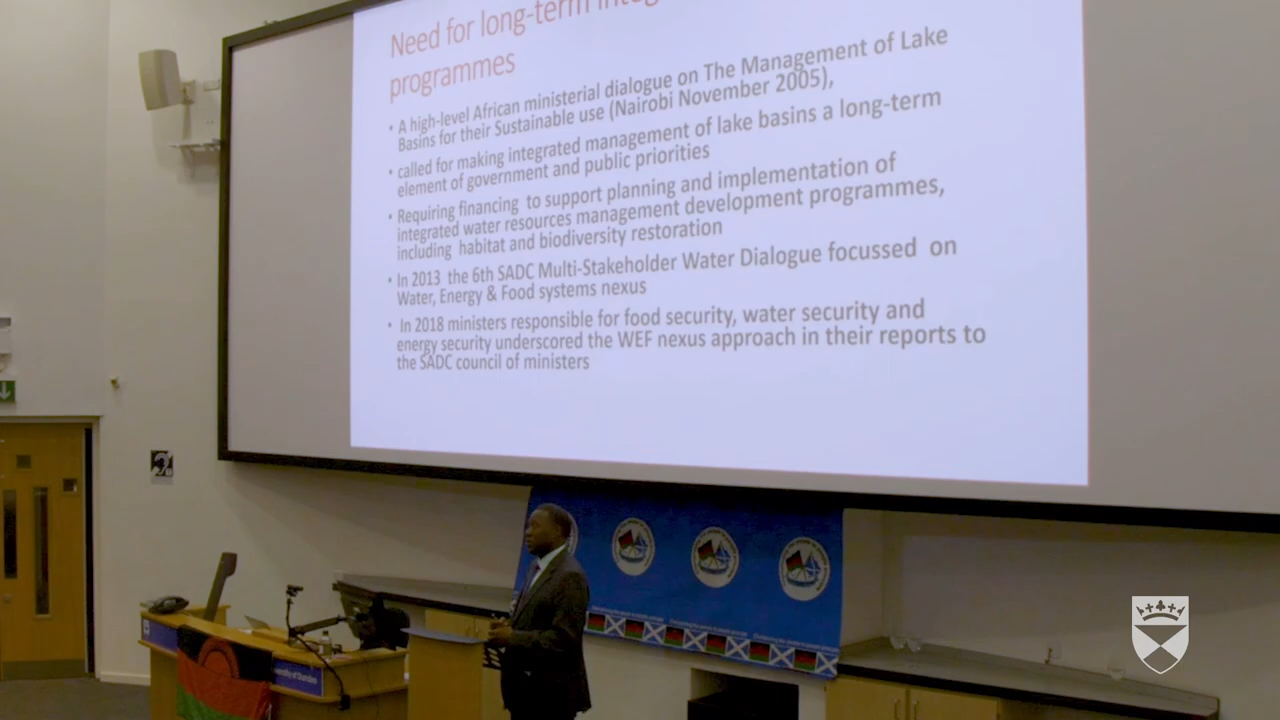 Need for long-term
programmes
• A high-level African ministerial dialogue on The Management of Lake
Basins for their Sustainable use (Nairobi November 2005),
• called for making integrated management of lake basins a long-term
element of government and public priorities
• Requiring financing to support planning and implementation of
integrated water resources management development programmes,
including habitat and biodiversity restoration
• In 2013 the 6th SADC Multi-Stakeholder Water Dialogue focussed on
Water, Energy & Food systems nexus
• In 2018 ministers responsible for food security, water security and
energy security underscored the WEF nexus approach in their reports to
the SADC council of ministers
University of Dundee